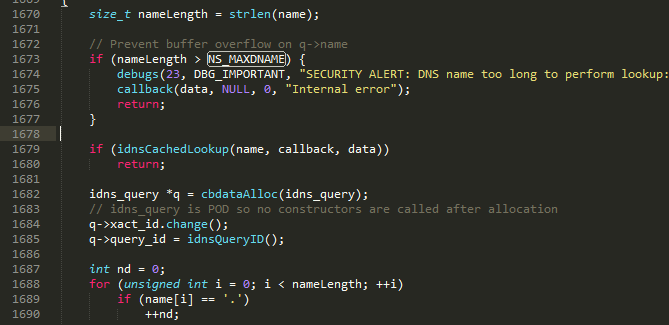 1669 {
1670 size_t nameLength = strlen(name);
1671
1672 // Prevent buffer overflow on q->name
1673 if (nameLength > NS_MAXDNAME) {
1674 debugs(23, DBG_IMPORTANT, "SECURITY ALERT: DNS name too long to perform lookup:
1675 callback(data, NULL, 0, "Internal error");
1676 return;
1677 }
1678
1679 if (idnsCachedLookup(name, callback, data))
1680 return;
1681
1682 idns_query *q = cbdataAlloc(idns_query);
1683 // idns_query is POD so no constructors are called after allocation
1684 q->xact_id.change();
1685 q->query_id = idnsQueryID();
1686
1687 int nd = 0;
1688 for (unsigned int i = 0; i < nameLength; ++i)
1689 if (name[i] == '.')
1690 ++nd;